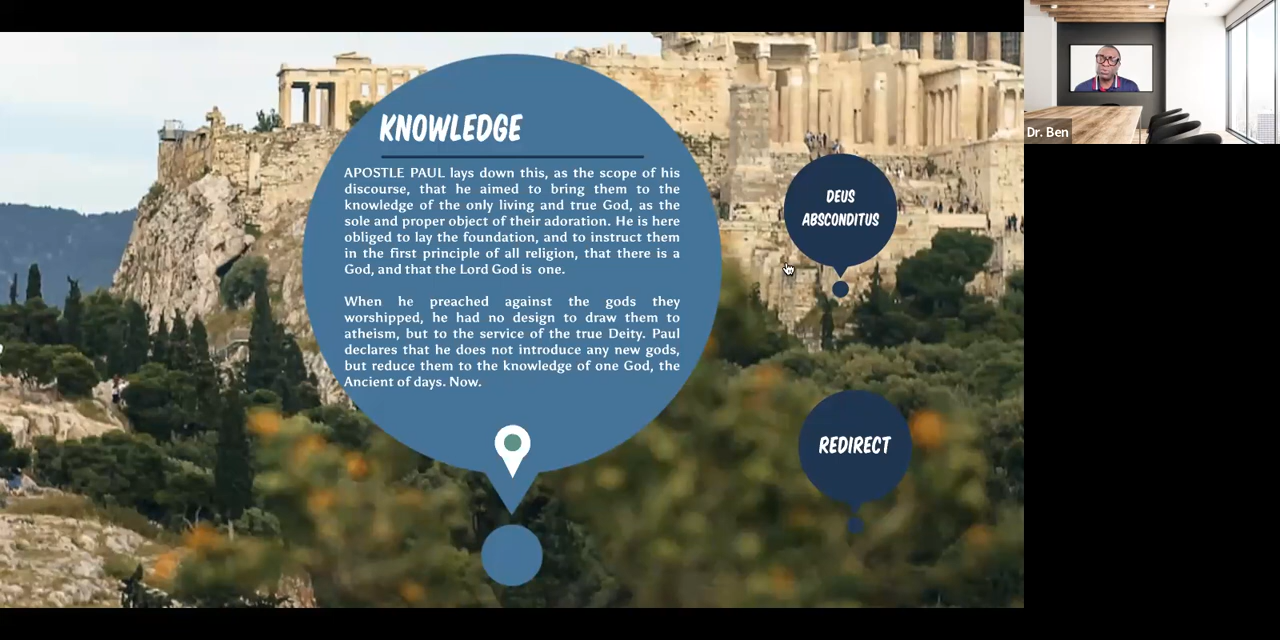 KNOWLEDGE
APOSTLE PAUL lays down this, as the scope of his
discourse, that he aimed to bring them to the
knowledge of the only living and true God, as the
sole and proper object of their adoration. He is here
obliged to lay the foundation, and to instruct them
in the first principle of all religion, that there is a
God, and that the Lord God is one.
When he preached against the gods they
worshipped, he had no design to draw them to
atheism, but to the service of the true Deity. Paul
declares that he does not introduce any new gods,
but reduce them to the knowledge of one God, the
Ancient of days. Now.
DEUS
ABSCONDITUS
REDIRECT
Dr. Ben